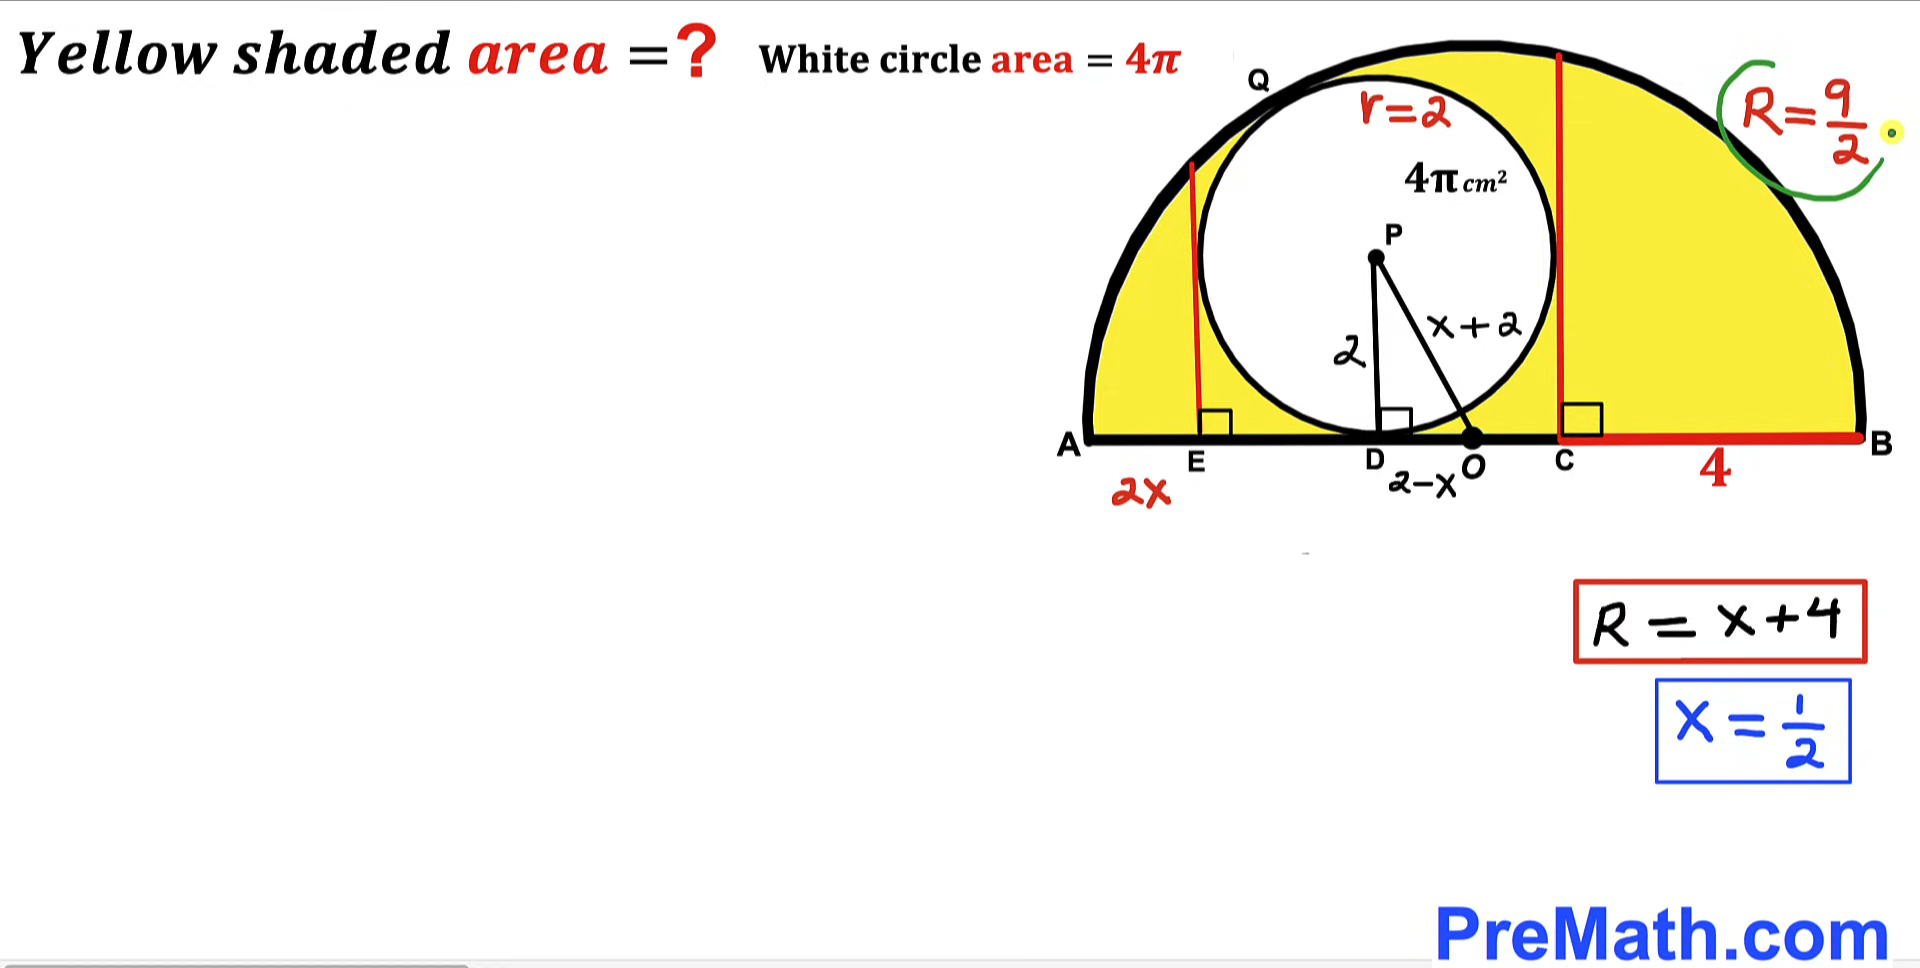 Yellow shaded area =?
White circle area = 4π
Q
r=2
R=9/2
4π cm²
P
x+2
2
A
E
D
O
C
B
2x
2-x
4
R = x+4
x = 1/2
PreMath.com